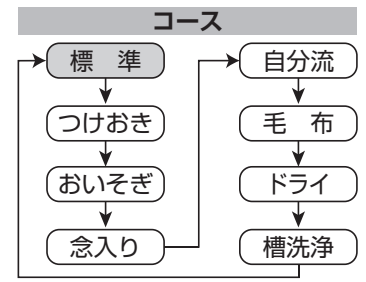 コース
標 準
つけおき
おいそぎ
念入り
自分流
毛 布
ドライ
槽洗浄